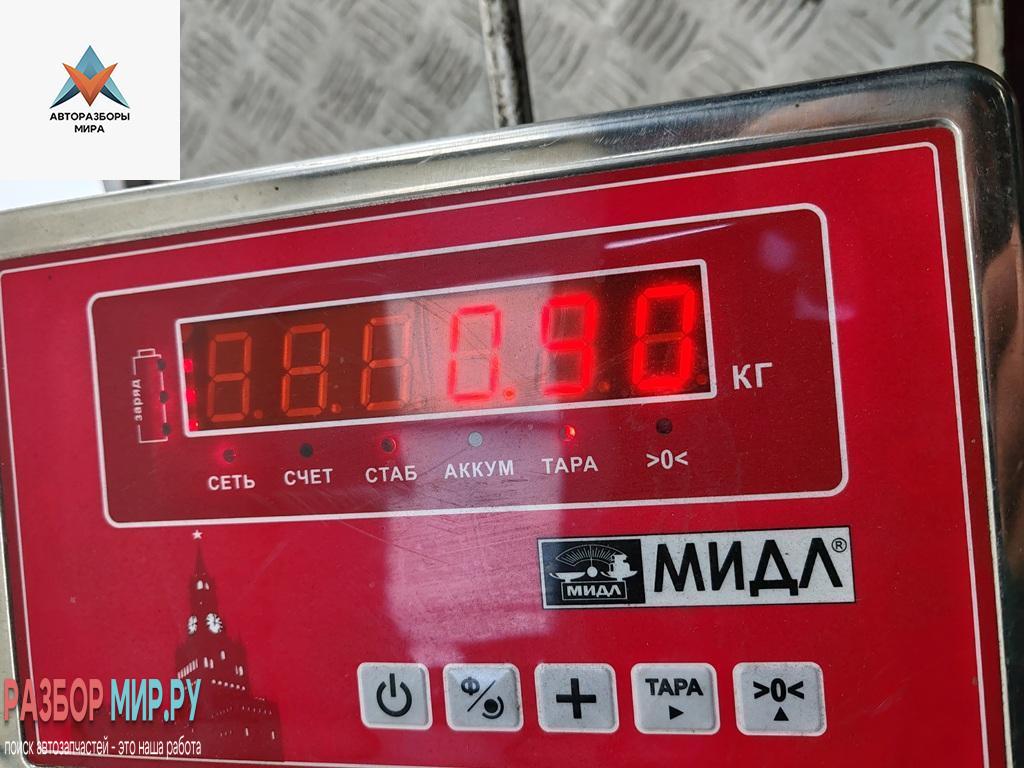 АВТОРАЗБОРЫ
МИРА
заряд
0.90
КГ
СЕТЬ СЧЕТ СТАБ АККУМ ТАРА >0<
МИДЛ МИДЛ®
Ф ТАРА >0<
РАЗБОР МИР.РУ
поиск автозапчастей - это наша работа